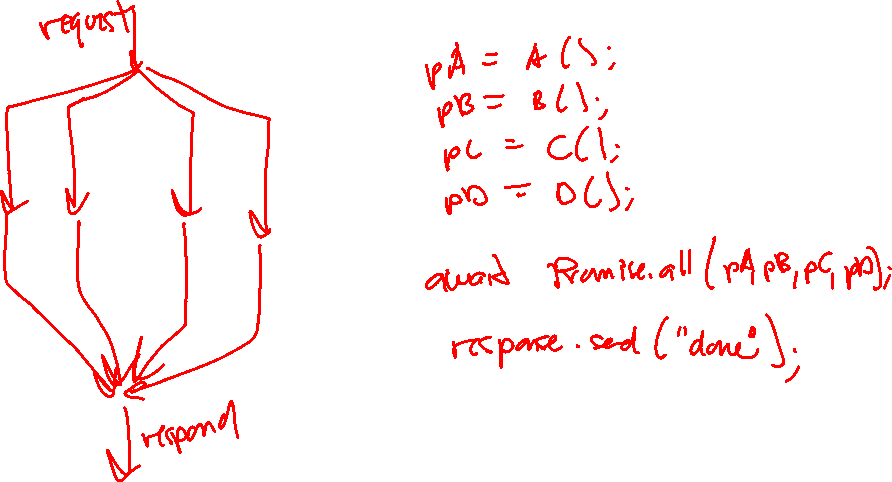 request
pA = A();
pB = B();
pC = C();
pD = D();
await Promise.all(pA, pB, pC, pD);
response.send("done");
respond